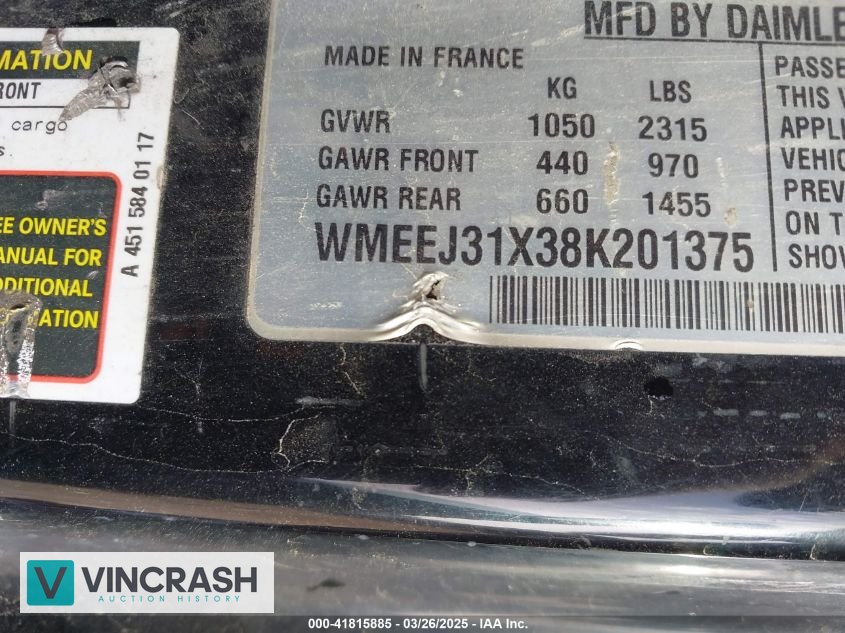 MATION
RONT
cargo
s.
EE OWNER'S
ANUAL FOR
DDITIONAL
ATION
A 451 584 01 17
MFD BY DAIMLE
MADE IN FRANCE
KG LBS
GVWR 1050 2315
GAWR FRONT 440 970
GAWR REAR 660 1455
WMEEJ31X38K201375
PASSE
THIS V
APPLI
VEHIC
PREV
ON T
SHOV
V VINCRASH
AUCTION HISTORY
000-41815885 / 03/26/2025 - IAA Inc.